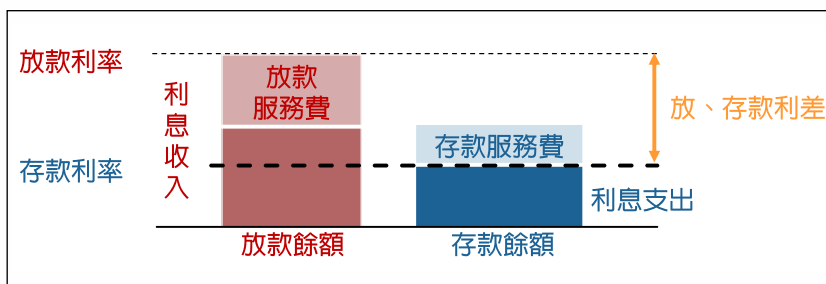 放款利率
放款
服務費
利息收入
放、存款利差
存款服務費
存款利率
利息支出
放款餘額
存款餘額